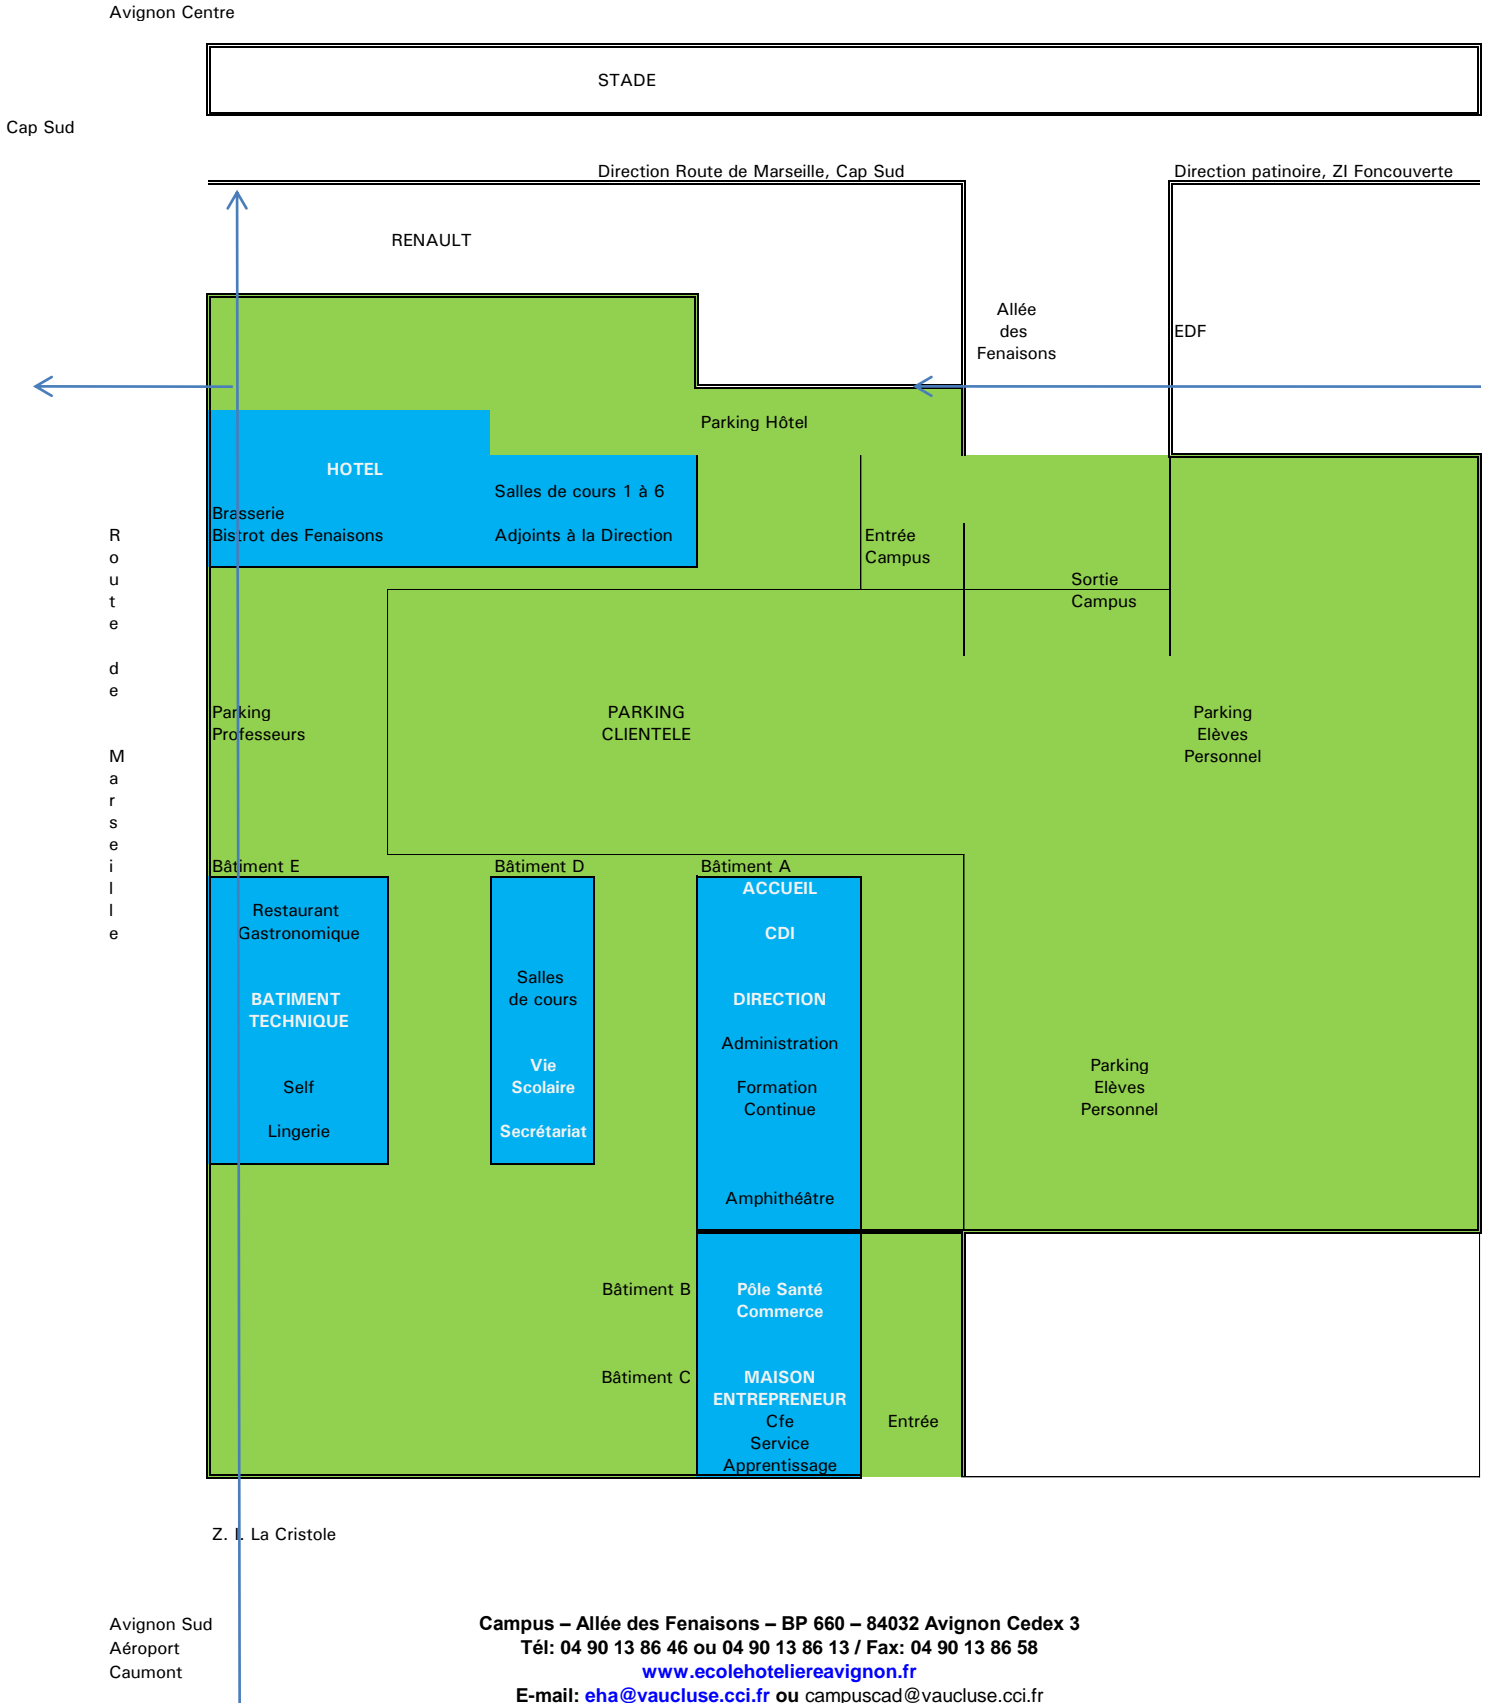 Avignon Centre
STADE
Cap Sud
Direction Route de Marseille, Cap Sud
Direction patinoire, ZI Foncouverte
RENAULT
Allée
des
Fenaisons
EDF
Parking Hôtel
HOTEL
Salles de cours 1 à 6
Brasserie
Bistrot des Fenaisons
Adjoints à la Direction
Entrée
Campus
Sortie
Campus
Route de Marseille
Parking
Professeurs
PARKING
CLIENTELE
Parking
Elèves
Personnel
Bâtiment E
Restaurant
Gastronomique
BATIMENT
TECHNIQUE
Self
Lingerie
Bâtiment D
Salles
de cours
Vie
Scolaire
Secrétariat
Bâtiment A
ACCUEIL
CDI
DIRECTION
Administration
Formation
Continue
Amphithéâtre
Parking
Elèves
Personnel
Bâtiment B
Pôle Santé
Commerce
Bâtiment C
MAISON
ENTREPRENEUR
Cfe
Service
Apprentissage
Entrée
Z. I. La Cristole
Avignon Sud
Aéroport
Caumont
Campus – Allée des Fenaisons – BP 660 – 84032 Avignon Cedex 3
Tél: 04 90 13 86 46 ou 04 90 13 86 13 / Fax: 04 90 13 86 58
www.ecolehoteliereavignon.fr
E-mail: eha@vaucluse.cci.fr ou campuscad@vaucluse.cci.fr